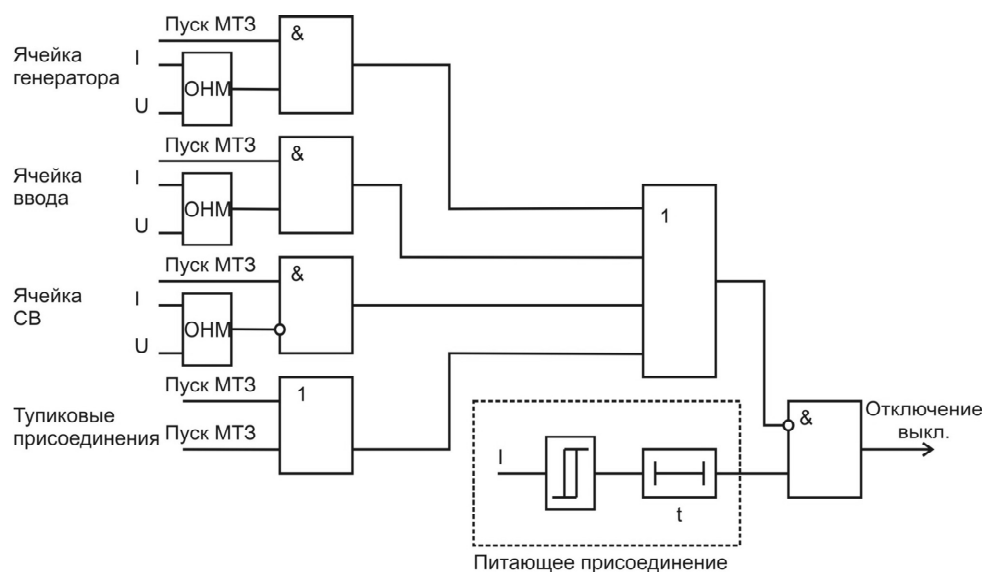 Пуск МТЗ
&
Ячейка
генератора
I
ОНМ
U
Пуск МТЗ
&
Ячейка
ввода
I
ОНМ
U
1
Пуск МТЗ
&
Ячейка
СВ
I
ОНМ
U
Пуск МТЗ
1
Тупиковые
присоединения
Пуск МТЗ
&
Отключение
выкл.
I
t
Питающее присоединение